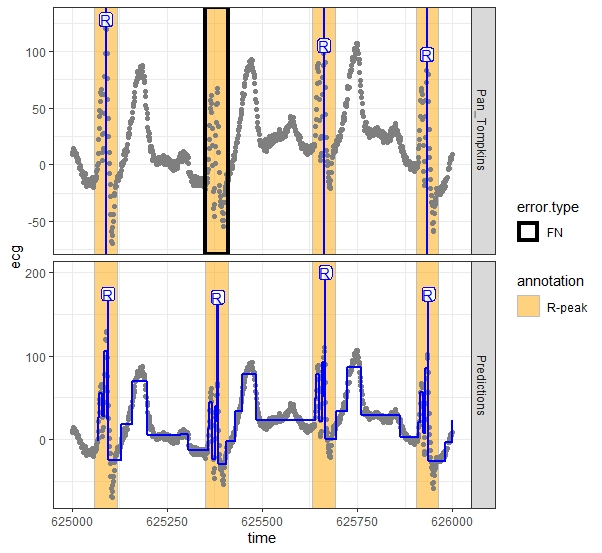 R
R
R
100
50
0
-50
Pan_Tompkins
ecg
200
100
0
R
R
R
R
Predictions
625000
625250
625500
625750
626000
time
error.type
FN
annotation
R-peak